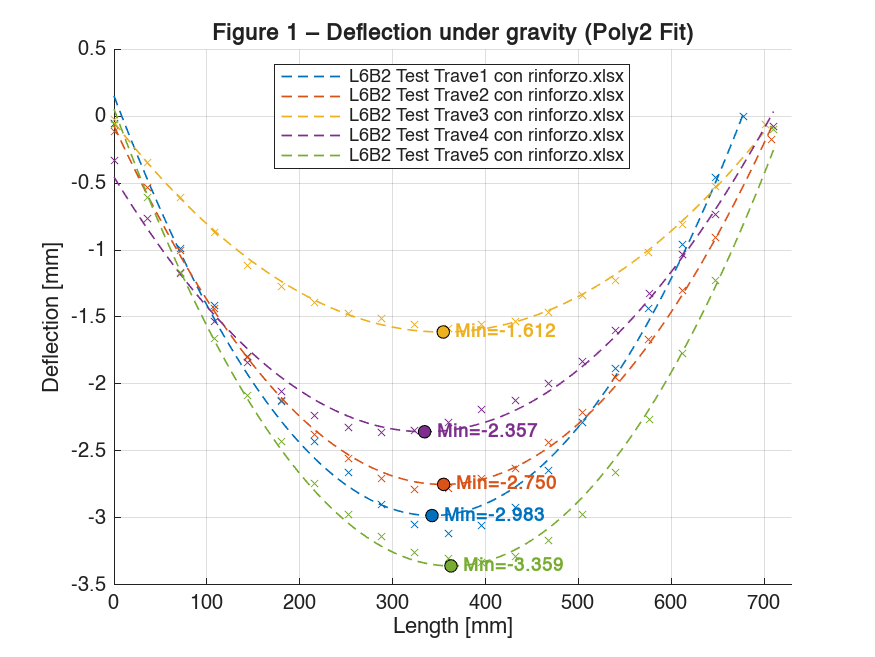 Figure 1 – Deflection under gravity (Poly2 Fit)
L6B2 Test Trave1 con rinforzo.xlsx
L6B2 Test Trave2 con rinforzo.xlsx
L6B2 Test Trave3 con rinforzo.xlsx
L6B2 Test Trave4 con rinforzo.xlsx
L6B2 Test Trave5 con rinforzo.xlsx
0.5
0
-0.5
-1
-1.5
-2
-2.5
-3
-3.5
Deflection [mm]
Min=-1.612
Min=-2.357
Min=-2.750
Min=-2.983
Min=-3.359
0 100 200 300 400 500 600 700
Length [mm]